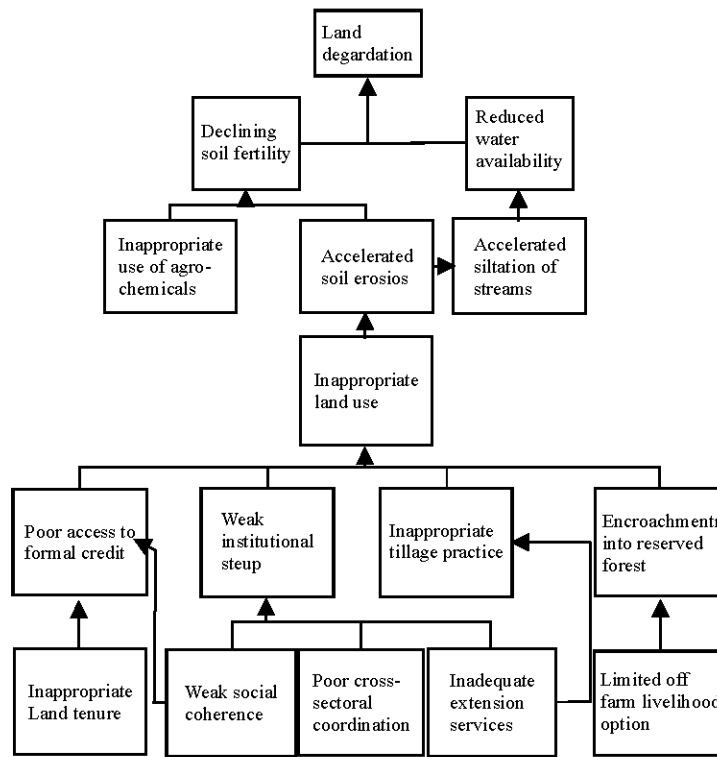 Land
degardation
Declining
soil fertility
Reduced
water
availability
Inappropriate
use of agro-
chemicals
Accelerated
soil erosios
Accelerated
siltation of
streams
Inappropriate
land use
Poor access to
formal credit
Weak
institutional
steup
Inappropriate
tillage practice
Encroachments
into reserved
forest
Inappropriate
Land tenure
Weak social
coherence
Poor cross-
sectoral
coordination
Inadequate
extension
services
Limited off
farm livelihood
option